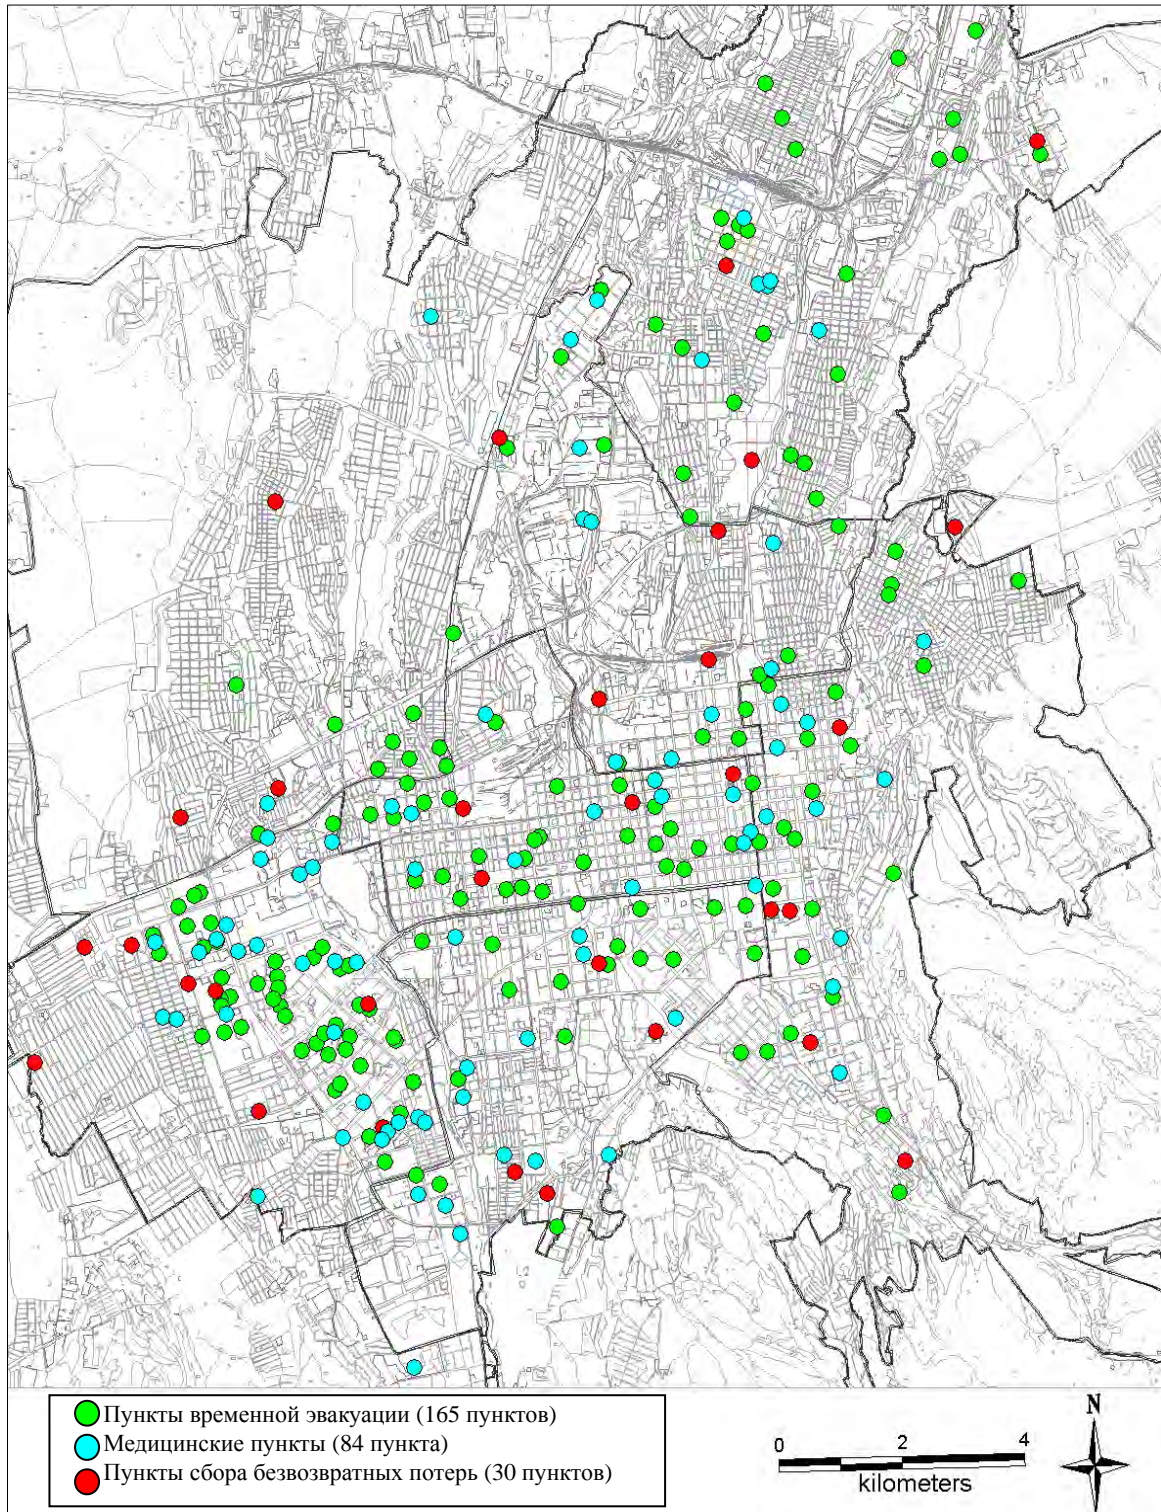 Пункты временной эвакуации (165 пунктов)
Медицинские пункты (84 пункта)
Пункты сбора безвозвратных потерь (30 пунктов)
0 2 4
kilometers
N